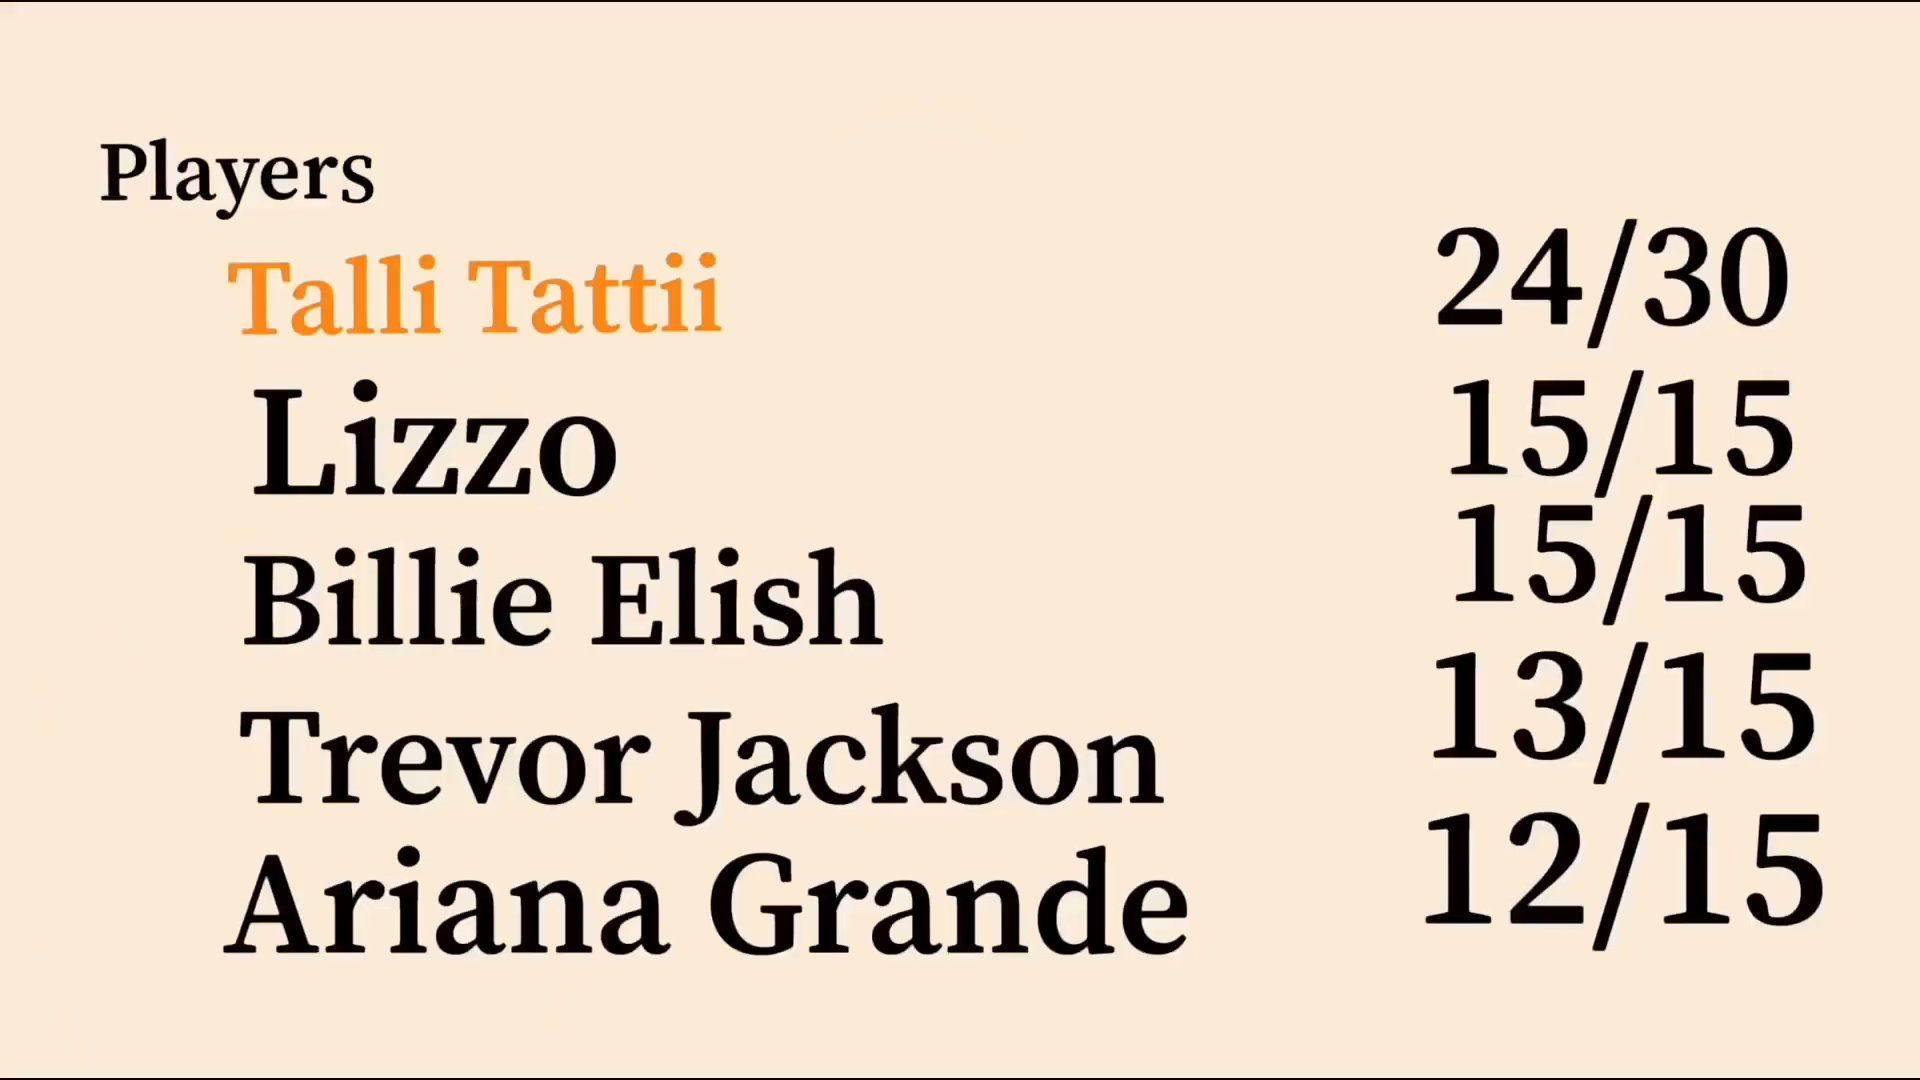 Players
Talli Tattii 24/30
Lizzo 15/15
Billie Elish 15/15
Trevor Jackson 13/15
Ariana Grande 12/15